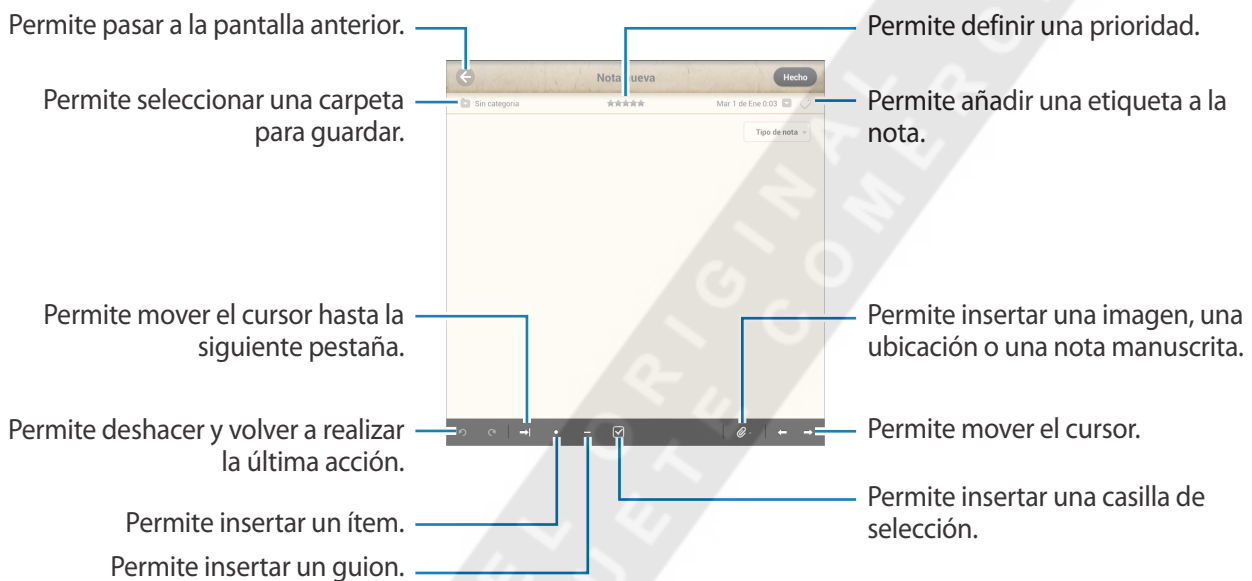 Permite pasar a la pantalla anterior.
Permite definir una prioridad.
Nota nueva
Hecho
Permite seleccionar una carpeta
para guardar.
Sin categoria
Mar 1 de Ene 0:03
Permite añadir una etiqueta a la
nota.
Tipo de nota
Permite mover el cursor hasta la
siguiente pestaña.
Permite insertar una imagen, una
ubicación o una nota manuscrita.
Permite deshacer y volver a realizar
la última acción.
Permite mover el cursor.
Permite insertar una casilla de
selección.
Permite insertar un ítem.
Permite insertar un guion.
ORIGINAL